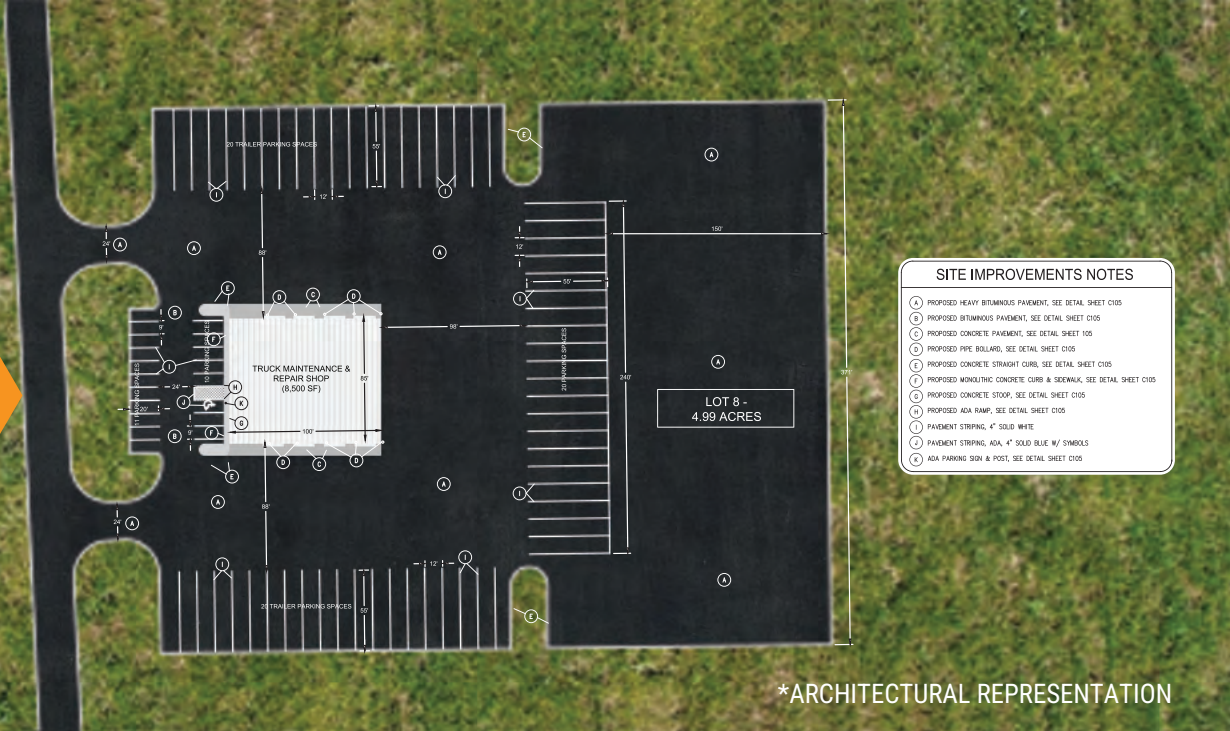 20 TRAILER PARKING SPACES
55'
E
A
I
I
12'
24'
A
A
88'
A
12'
150'
55'
I
E
D
C
D
B
9'
F
10 PARKING SPACES
I
98'
TRUCK MAINTENANCE &
REPAIR SHOP
(8,500 SF)
85'
20 PARKING SPACES
240'
A
373'
11 PARKING SPACES
24'
H
J
K
20'
G
100'
LOT 8 -
4.99 ACRES
B
9'
F
D
C
D
E
A
88'
A
I
24'
A
I
12'
I
A
20 TRAILER PARKING SPACES
55'
E
SITE IMPROVEMENTS NOTES
A PROPOSED HEAVY BITUMINOUS PAVEMENT, SEE DETAIL SHEET C105
B PROPOSED BITUMINOUS PAVEMENT, SEE DETAIL SHEET C105
C PROPOSED CONCRETE PAVEMENT, SEE DETAIL SHEET 105
D PROPOSED PIPE BOLLARD, SEE DETAIL SHEET C105
E PROPOSED CONCRETE STRAIGHT CURB, SEE DETAIL SHEET C105
F PROPOSED MONOLITHIC CONCRETE CURB & SIDEWALK, SEE DETAIL SHEET C105
G PROPOSED CONCRETE STOOP, SEE DETAIL SHEET C105
H PROPOSED ADA RAMP, SEE DETAIL SHEET C105
I PAVEMENT STRIPING, 4" SOLID WHITE
J PAVEMENT STRIPING, ADA, 4" SOLID BLUE W/ SYMBOLS
K ADA PARKING SIGN & POST, SEE DETAIL SHEET C105
*ARCHITECTURAL REPRESENTATION